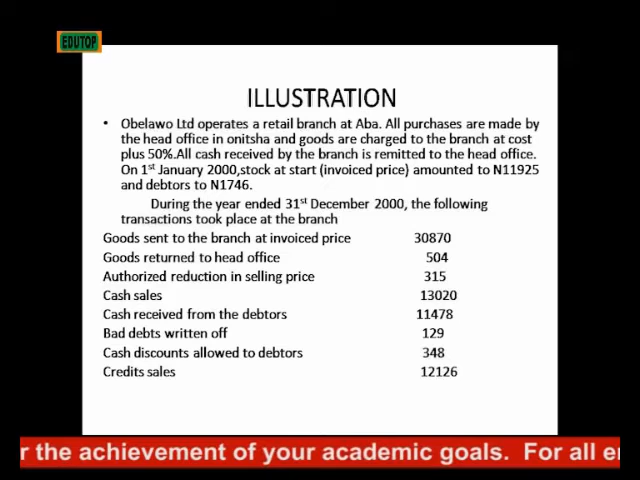 EDUTOP
ILLUSTRATION
• Obelawo Ltd operates a retail branch at Aba. All purchases are made by
the head office in onitsha and goods are charged to the branch at cost
plus 50%.All cash received by the branch is remitted to the head office.
On 1st January 2000,stock at start (invoiced price) amounted to N11925
and debtors to N1746.
During the year ended 31st December 2000, the following
transactions took place at the branch
Goods sent to the branch at invoiced price 30870
Goods returned to head office 504
Authorized reduction in selling price 315
Cash sales 13020
Cash received from the debtors 11478
Bad debts written off 129
Cash discounts allowed to debtors 348
Credits sales 12126
r the achievement of your academic goals. For all e